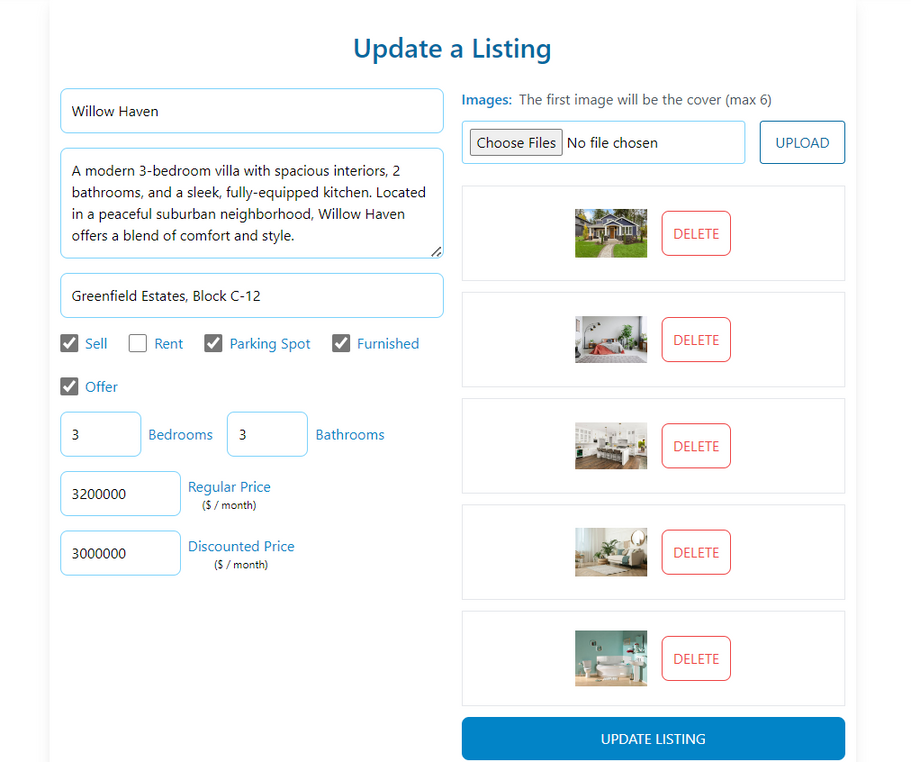 Update a Listing
Willow Haven
A modern 3-bedroom villa with spacious interiors, 2
bathrooms, and a sleek, fully-equipped kitchen. Located
in a peaceful suburban neighborhood, Willow Haven
offers a blend of comfort and style.
Greenfield Estates, Block C-12
Sell Rent Parking Spot Furnished
Offer
3 Bedrooms 3 Bathrooms
3200000 Regular Price
($ / month)
3000000 Discounted Price
($ / month)
Images: The first image will be the cover (max 6)
Choose Files No file chosen UPLOAD
DELETE
DELETE
DELETE
DELETE
DELETE
UPDATE LISTING